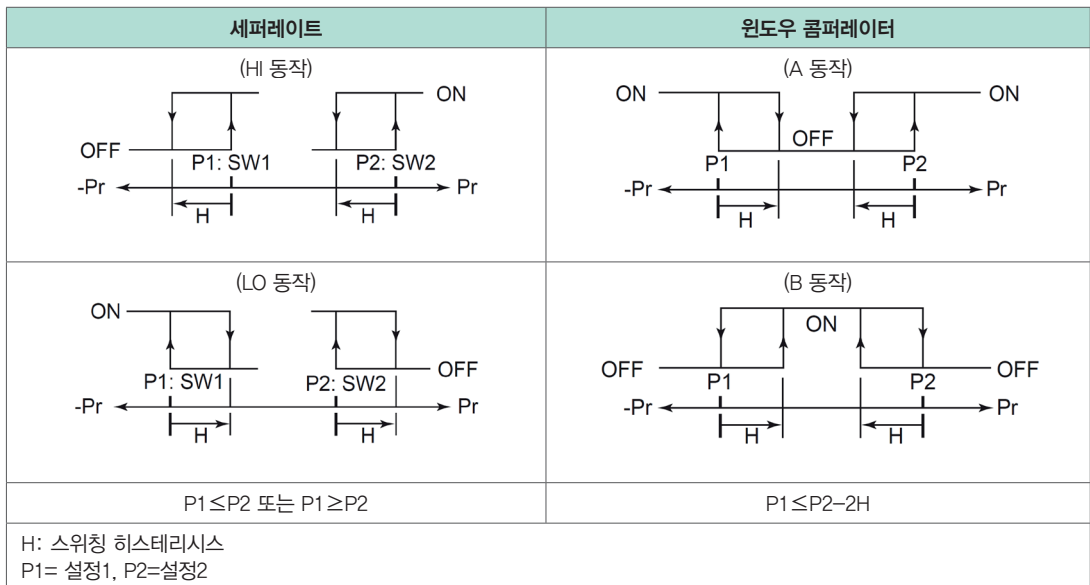 세퍼레이트
윈도우 콤퍼레이터
(HI 동작)
ON
OFF
P1: SW1
P2: SW2
-Pr
Pr
H
H
(A 동작)
ON
ON
OFF
P1
P2
-Pr
Pr
H
H
(LO 동작)
ON
P1: SW1
P2: SW2
OFF
-Pr
Pr
H
H
(B 동작)
ON
OFF
OFF
P1
P2
-Pr
Pr
H
H
P1≤P2 또는 P1≥P2
P1≤P2–2H
H: 스위칭 히스테리시스
P1= 설정1, P2=설정2